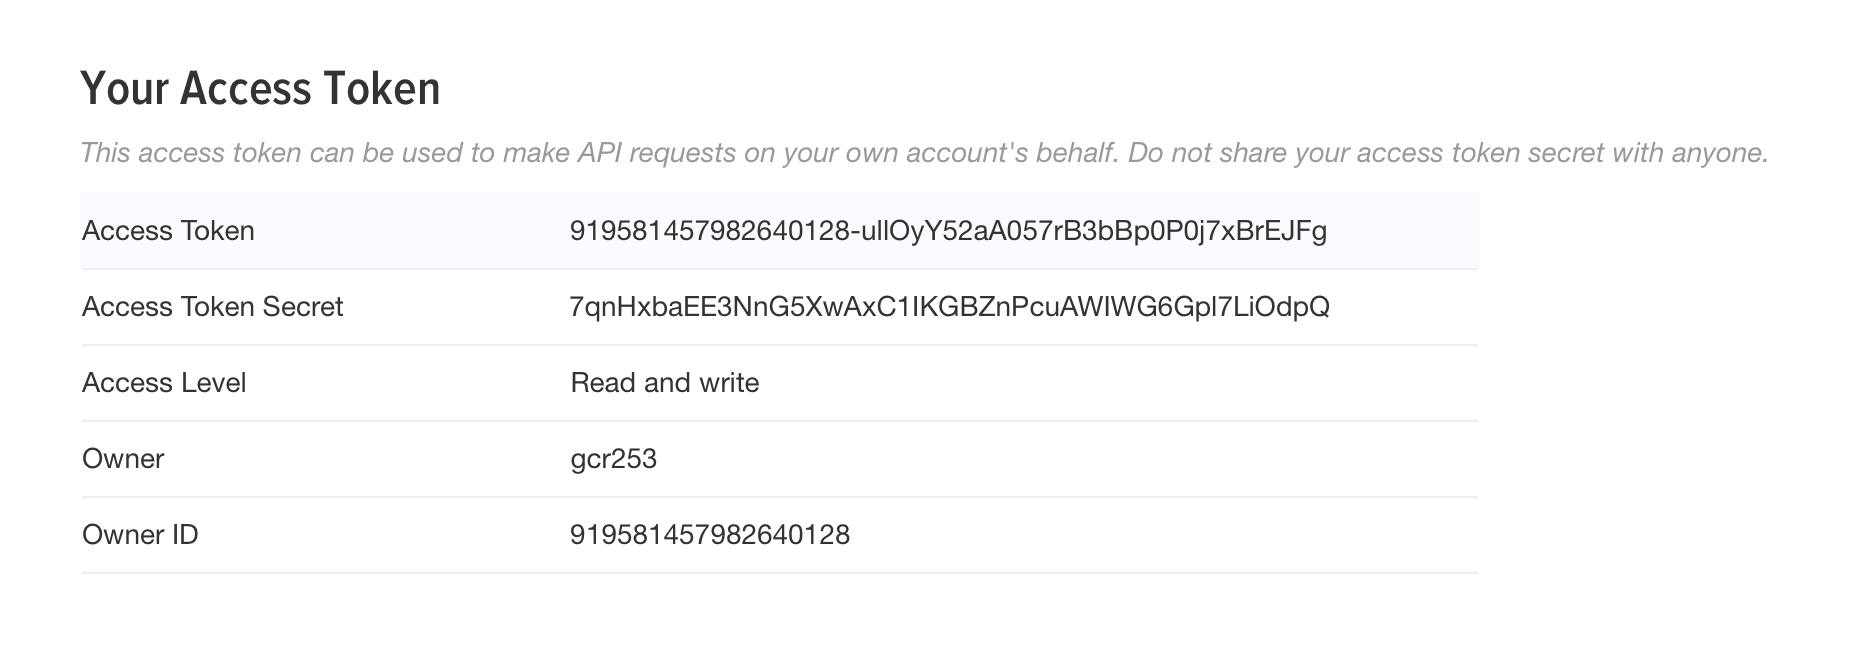 Your Access Token
This access token can be used to make API requests on your own account's behalf. Do not share your access token secret with anyone.
Access Token 919581457982640128-ullOyY52aA057rB3bBp0P0j7xBrEJFg
Access Token Secret 7qnHxbaEE3NnG5XwAxC1IKGBZnPcuAWIWG6Gpl7LiOdpQ
Access Level Read and write
Owner gcr253
Owner ID 919581457982640128